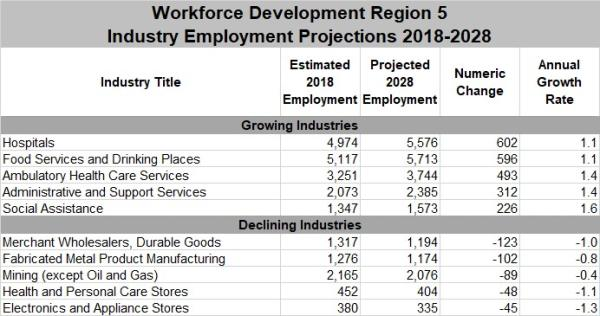 Workforce Development Region 5
Industry Employment Projections 2018-2028
Industry Title Estimated 2018 Employment Projected 2028 Employment Numeric Change Annual Growth Rate
Growing Industries
Hospitals 4,974 5,576 602 1.1
Food Services and Drinking Places 5,117 5,713 596 1.1
Ambulatory Health Care Services 3,251 3,744 493 1.4
Administrative and Support Services 2,073 2,385 312 1.4
Social Assistance 1,347 1,573 226 1.6
Declining Industries
Merchant Wholesalers, Durable Goods 1,317 1,194 -123 -1.0
Fabricated Metal Product Manufacturing 1,276 1,174 -102 -0.8
Mining (except Oil and Gas) 2,165 2,076 -89 -0.4
Health and Personal Care Stores 452 404 -48 -1.1
Electronics and Appliance Stores 380 335 -45 -1.3